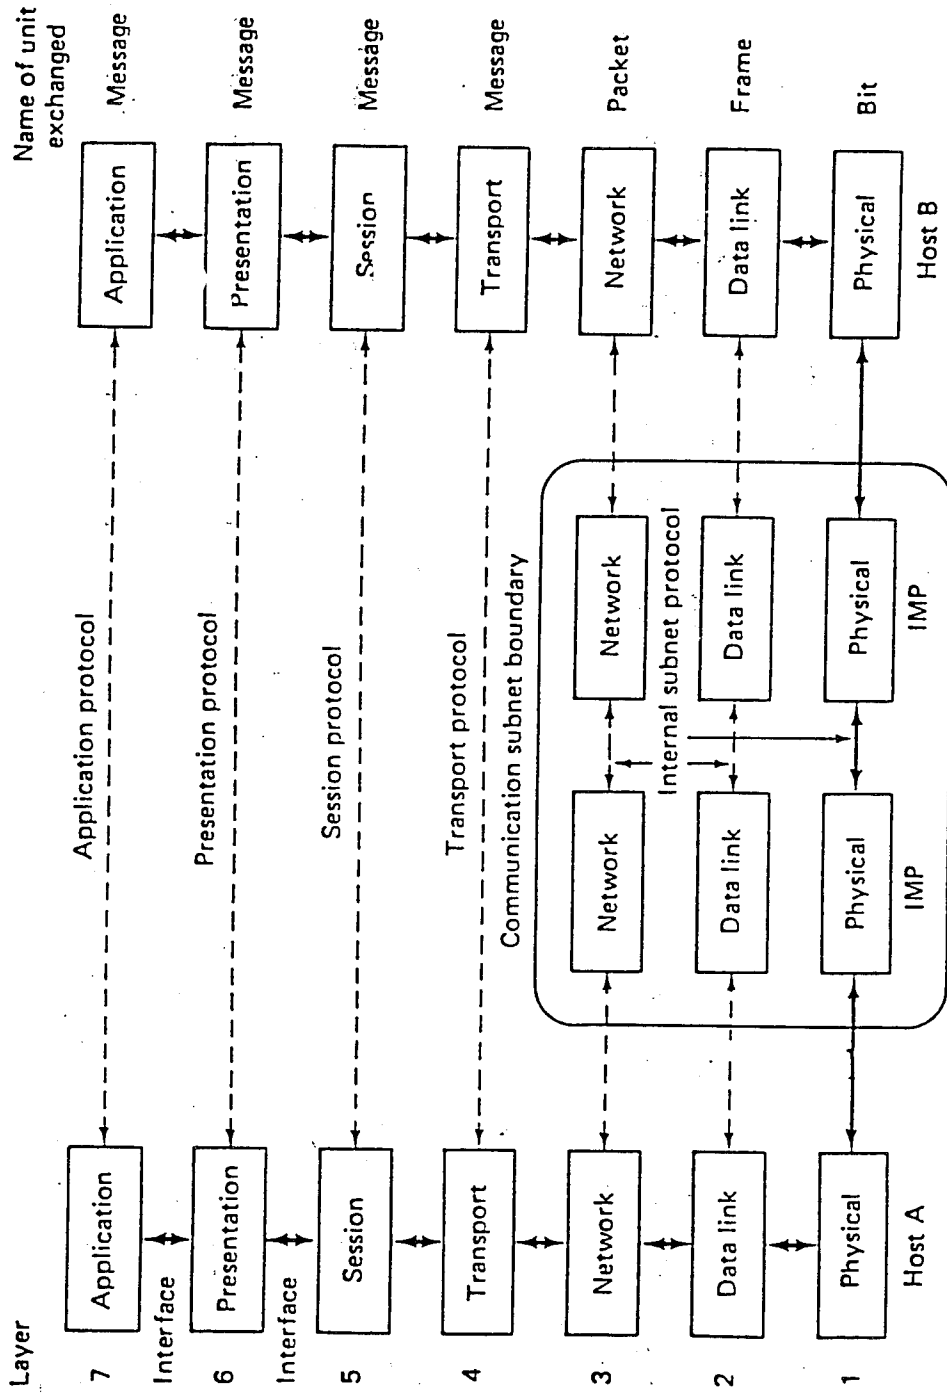 Layer
Name of unit
exchanged
7
Application
Application protocol
Application
Message
Interface
6
Presentation
Presentation protocol
Presentation
Message
Interface
5
Session
Session protocol
Session
Message
4
Transport
Transport protocol
Transport
Message
Communication subnet boundary
3
Network
Network
Network
Network
Packet
Internal subnet protocol
2
Data link
Data link
Data link
Data link
Frame
1
Physical
Physical
Physical
Physical
Bit
Host A
IMP
IMP
Host B